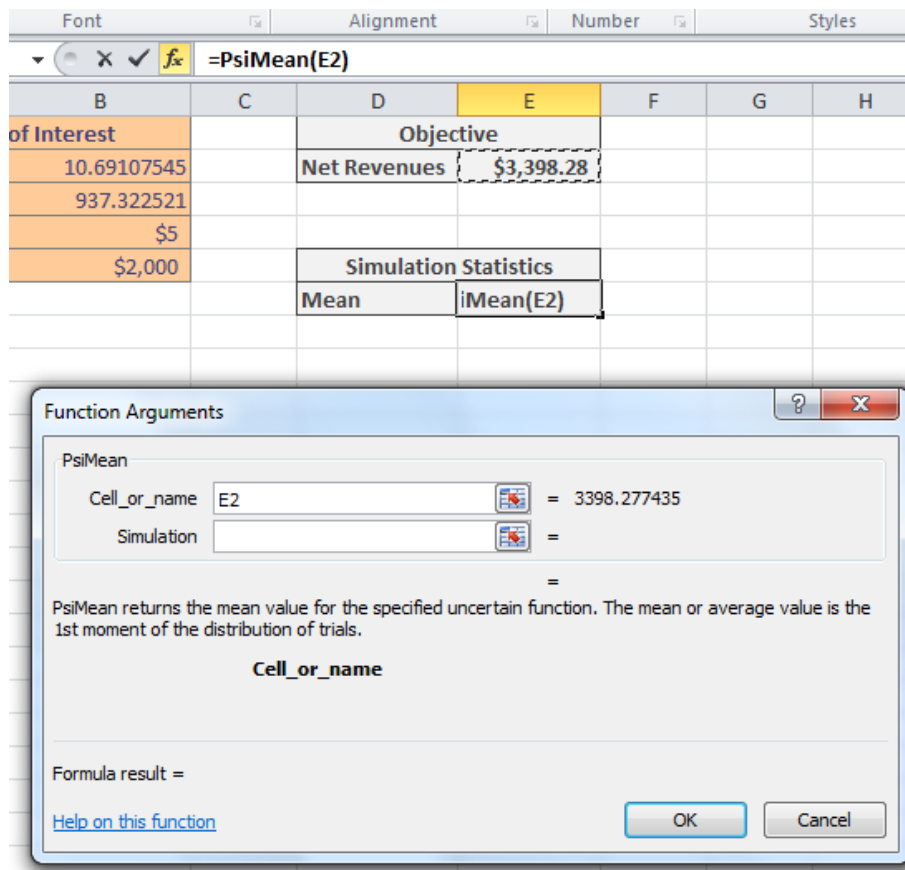 Font Alignment Number Styles
fx =PsiMean(E2)
B C D E F G H
of Interest Objective
10.69107545 Net Revenues $3,398.28
937.322521
$5
$2,000 Simulation Statistics
Mean iMean(E2)
Function Arguments ? X
PsiMean
Cell_or_name E2 = 3398.277435
Simulation =
=
PsiMean returns the mean value for the specified uncertain function. The mean or average value is the
1st moment of the distribution of trials.
Cell_or_name
Formula result =
Help on this function OK Cancel